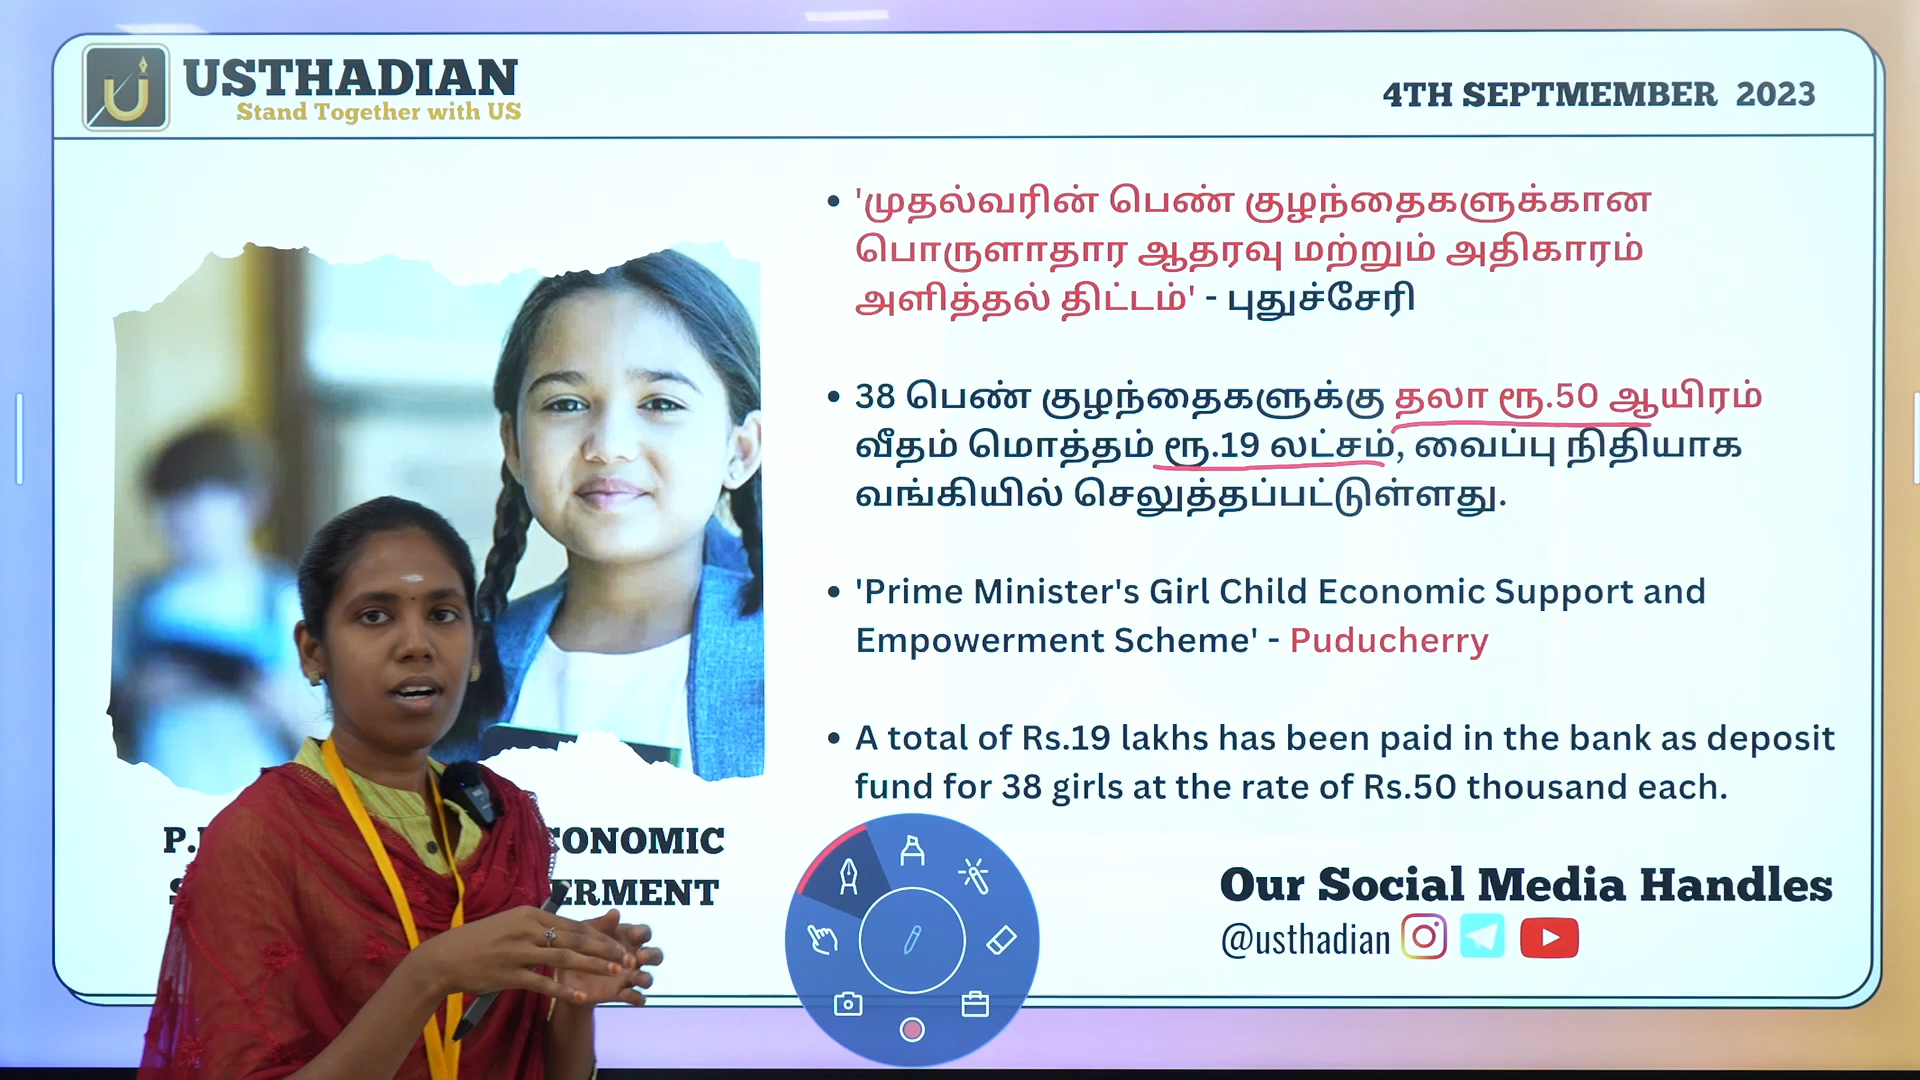 USTHADIAN
Stand Together with US
4TH SEPTMEMBER 2023
'முதல்வரின் பெண் குழந்தைகளுக்கான
பொருளாதார ஆதரவு மற்றும் அதிகாரம்
அளித்தல் திட்டம்' - புதுச்சேரி
38 பெண் குழந்தைகளுக்கு தலா ரூ.50 ஆயிரம்
வீதம் மொத்தம் ரூ.19 லட்சம், வைப்பு நிதியாக
வங்கியில் செலுத்தப்பட்டுள்ளது.
'Prime Minister's Girl Child Economic Support and
Empowerment Scheme' - Puducherry
A total of Rs.19 lakhs has been paid in the bank as deposit
fund for 38 girls at the rate of Rs.50 thousand each.
Our Social Media Handles
@usthadian